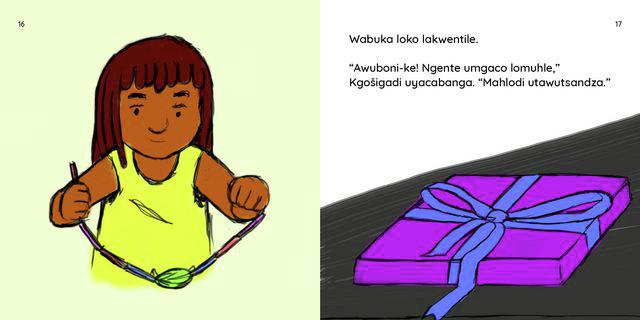 16
17
Wabuka loko lakwentile.
“Awuboni-ke! Ngente umgaco lomuhle,”
Kgošigadi uyacabanga. “Mahlodi utawutsandza.”